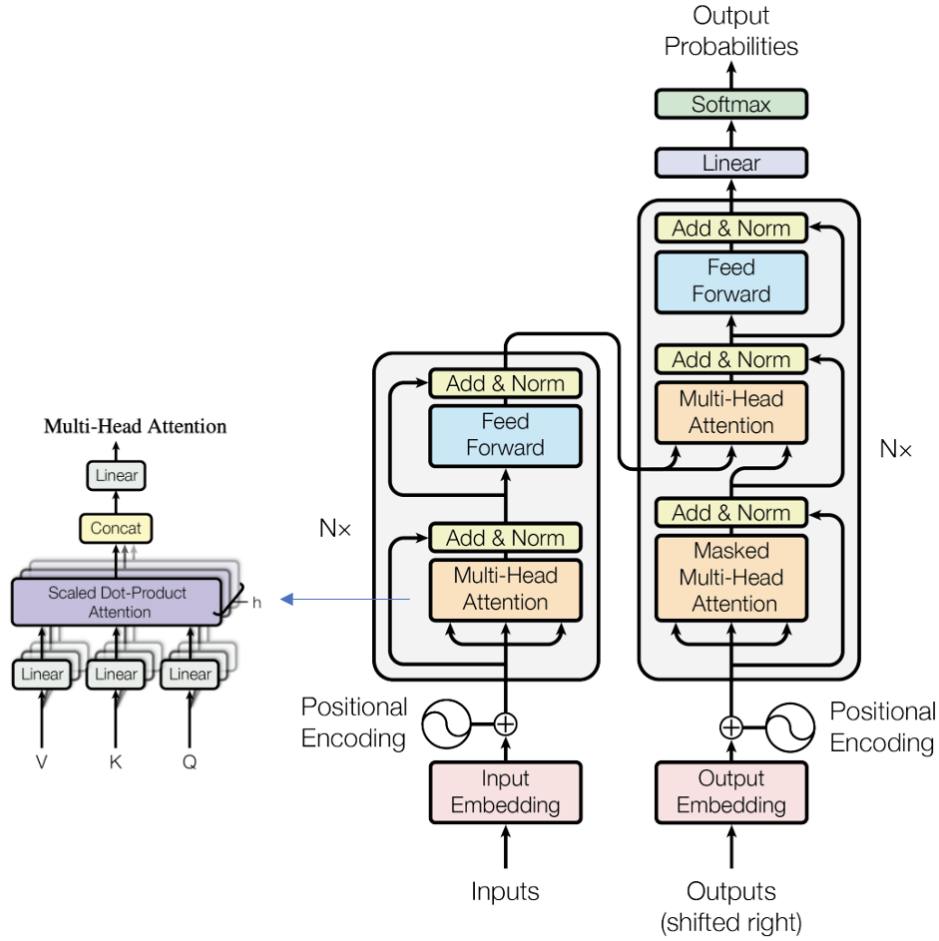 Output
Probabilities
Softmax
Linear
Add & Norm
Feed
Forward
Add & Norm
Multi-Head
Attention
Add & Norm
Masked
Multi-Head
Attention
N×
Positional
Encoding
Output
Embedding
Outputs
(shifted right)
Add & Norm
Feed
Forward
Add & Norm
Multi-Head
Attention
N×
Positional
Encoding
Input
Embedding
Inputs
Multi-Head Attention
Linear
Concat
Scaled Dot-Product
Attention
h
Linear Linear Linear
V K Q